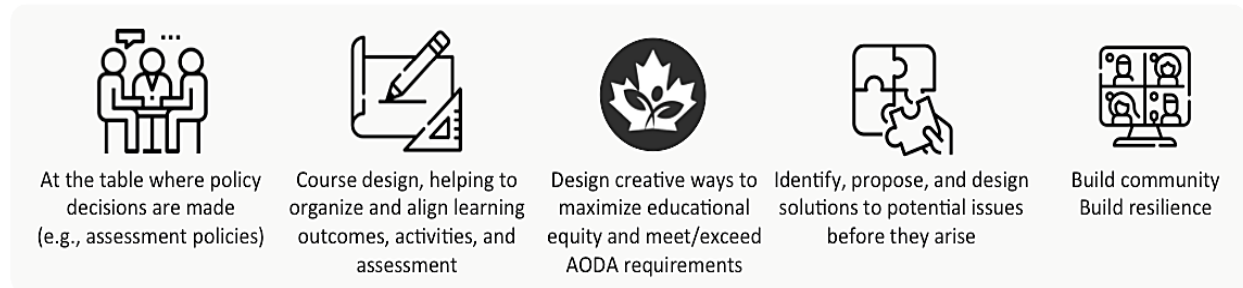 At the table where policy
decisions are made
(e.g., assessment policies)
Course design, helping to
organize and align learning
outcomes, activities, and
assessment
Design creative ways to
maximize educational
equity and meet/exceed
AODA requirements
Identify, propose, and design
solutions to potential issues
before they arise
Build community
Build resilience